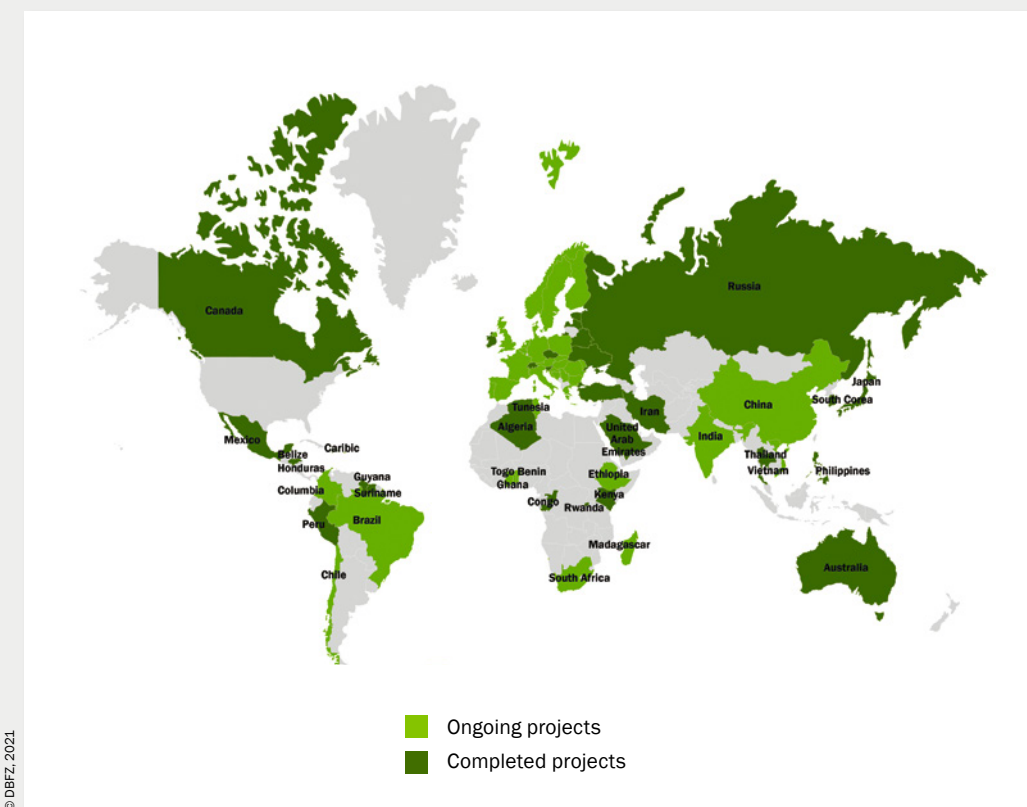 Canada
Russia
Japan
South Corea
China
Tunesia
Iran
Algeria
United
Arab
Emirates
India
Mexico
Caribic
Belize
Honduras
Thailand
Vietnam
Philippines
Guyana
Columbia
Suriname
Togo Benin
Ghana
Ethiopia
Kenya
Congo
Rwanda
Peru
Brazil
Madagascar
Australia
Chile
South Africa
Ongoing projects
Completed projects
© DBFZ, 2021